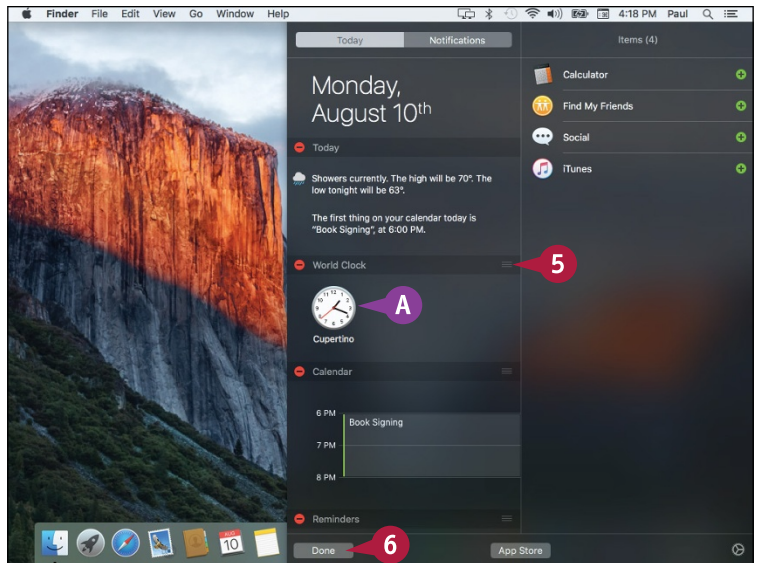 Finder File Edit View Go Window Help 4:18 PM Paul
Today Notifications
Monday,
August 10th
Today
Showers currently. The high will be 70°. The
low tonight will be 63°.
The first thing on your calendar today is
"Book Signing", at 6:00 PM.
World Clock
5
A
Cupertino
Calendar
6 PM
Book Signing
7 PM
8 PM
Reminders
Done
6
App Store
Items (4)
Calculator
Find My Friends
Social
iTunes
AUG
10